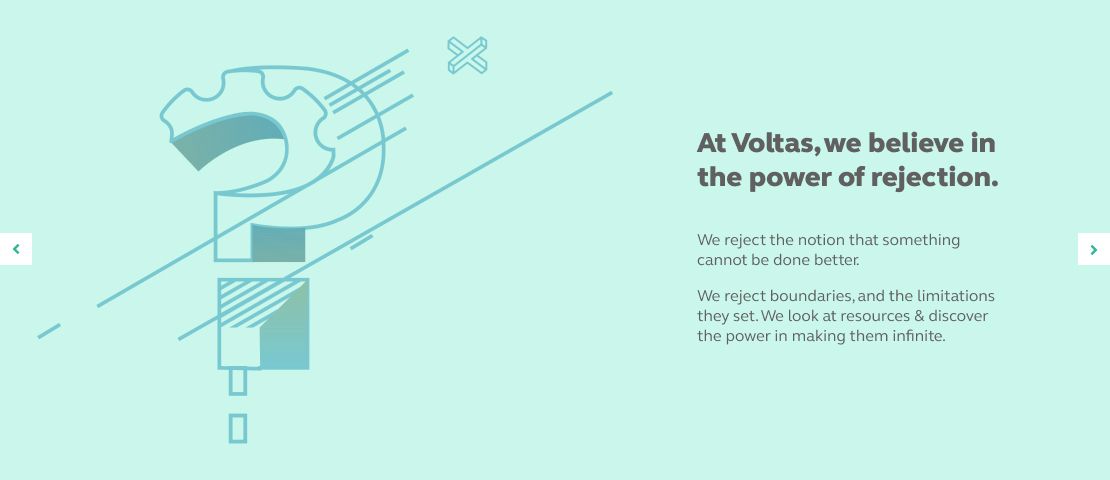 At Voltas, we believe in
the power of rejection.
We reject the notion that something
cannot be done better.
We reject boundaries, and the limitations
they set. We look at resources & discover
the power in making them infinite.